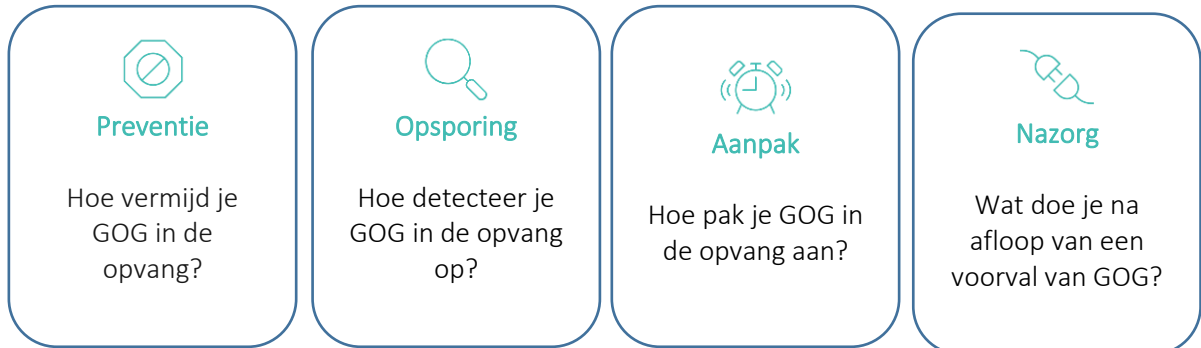 Preventie
Hoe vermijd je
GOG in de
opvang?
Opsporing
Hoe detecteer je
GOG in de opvang
op?
Aanpak
Hoe pak je GOG in
de opvang aan?
Nazorg
Wat doe je na
afloop van een
voorval van GOG?